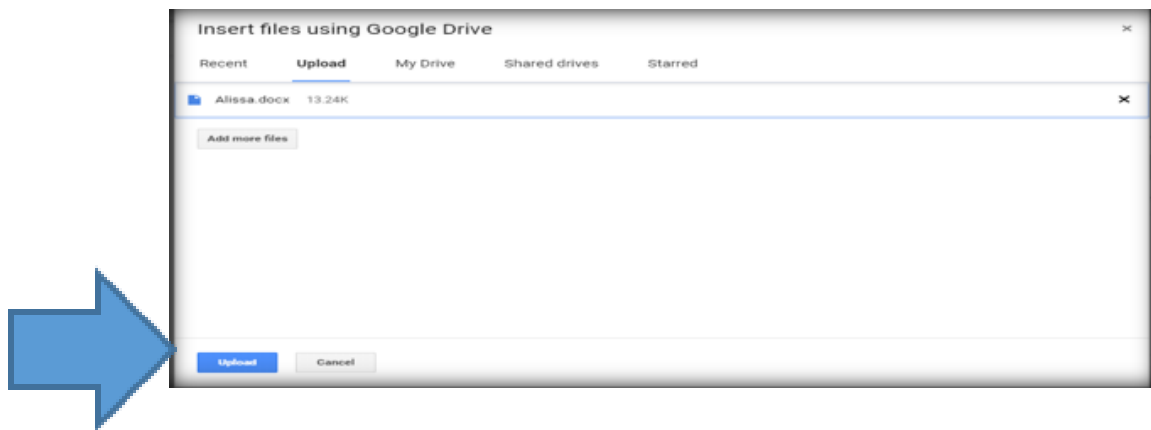 Insert files using Google Drive
Recent Upload My Drive Shared drives Starred
Alissa.docx 13.24K
Add more files
Upload Cancel